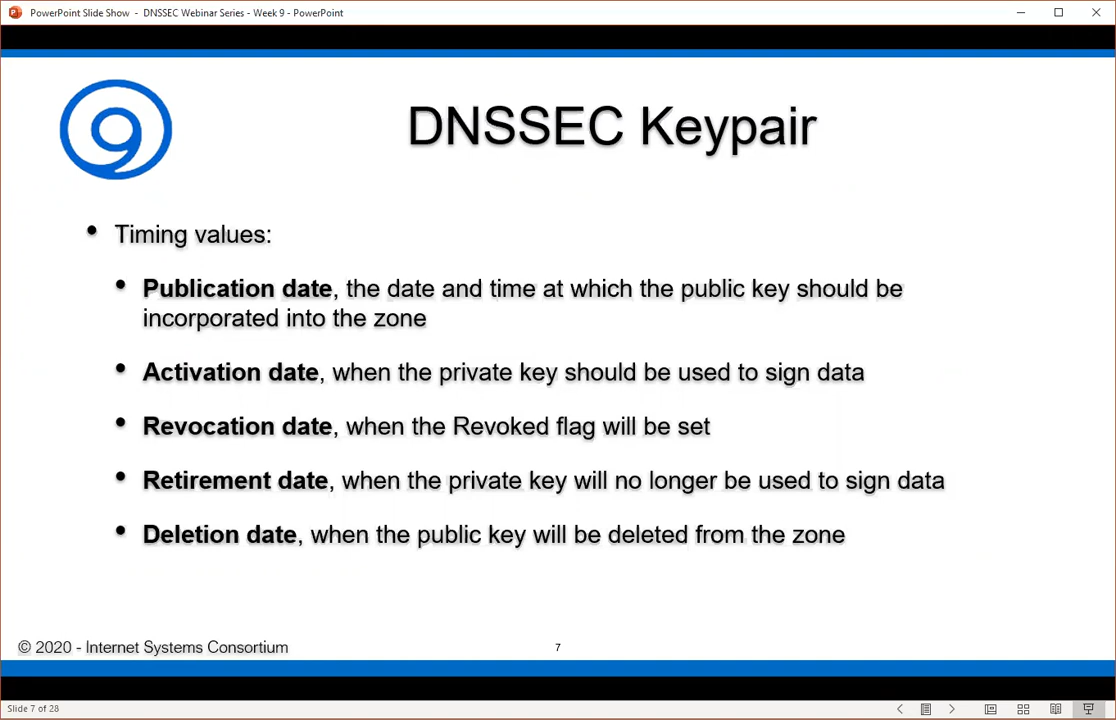 PowerPoint Slide Show - DNSSEC Webinar Series - Week 9 - PowerPoint
9
DNSSEC Keypair
• Timing values:
• Publication date, the date and time at which the public key should be
incorporated into the zone
• Activation date, when the private key should be used to sign data
• Revocation date, when the Revoked flag will be set
• Retirement date, when the private key will no longer be used to sign data
• Deletion date, when the public key will be deleted from the zone
© 2020 - Internet Systems Consortium
7
Slide 7 of 28